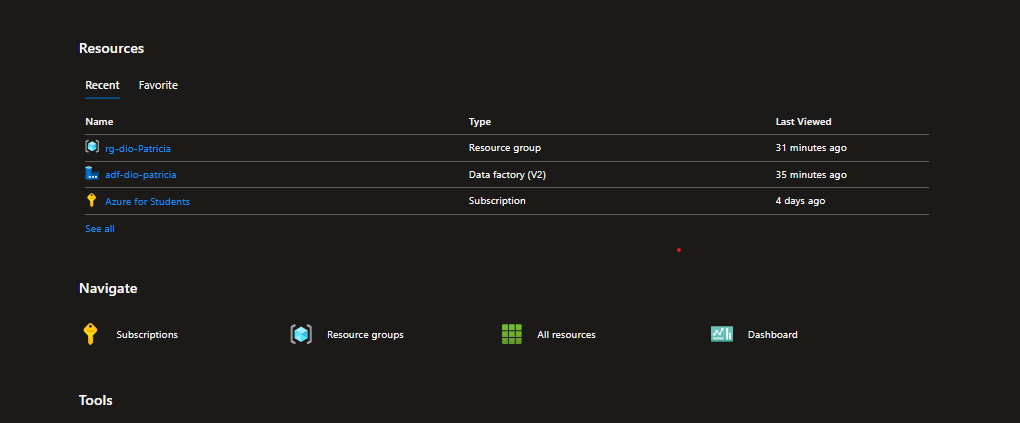 Resources
Recent Favorite
Name Type Last Viewed
rg-dio-Patricia Resource group 31 minutes ago
adf-dio-patricia Data factory (V2) 35 minutes ago
Azure for Students Subscription 4 days ago
See all
Navigate
Subscriptions Resource groups All resources Dashboard
Tools